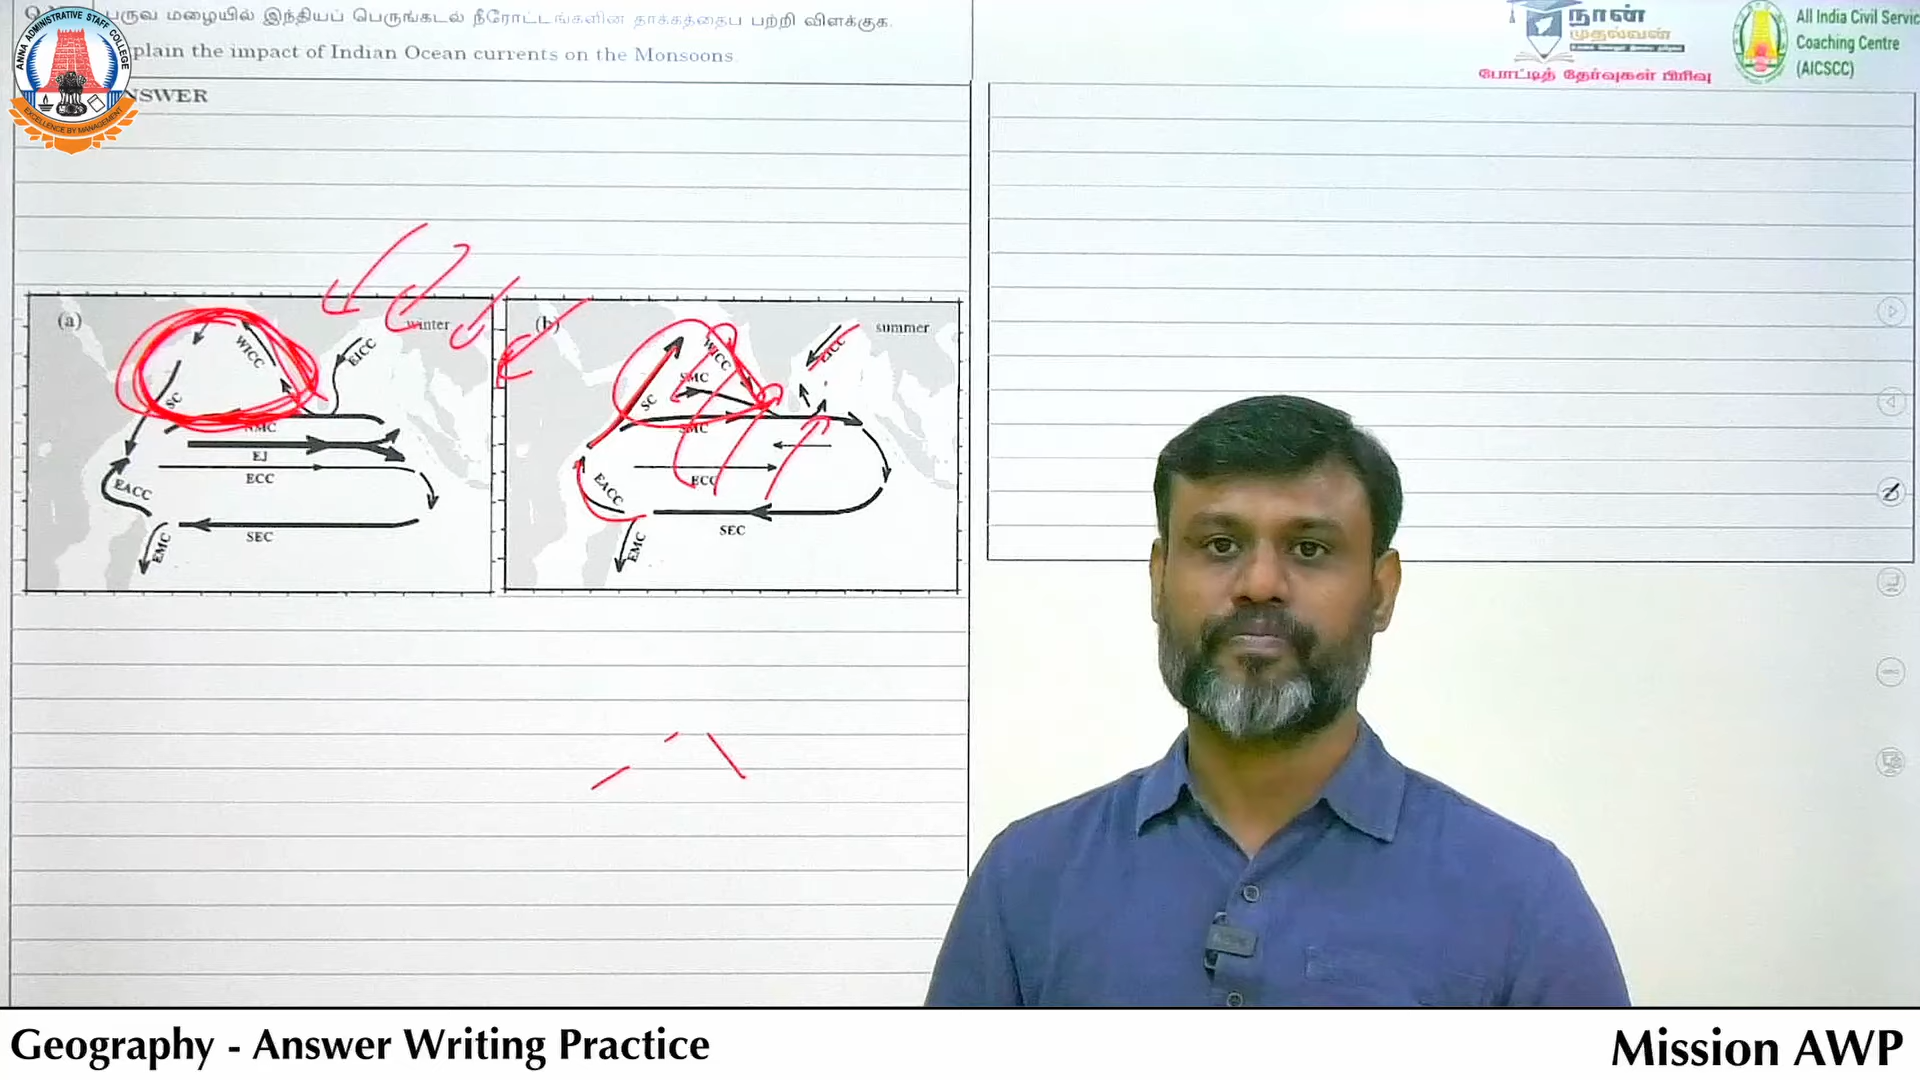 பருவ மழையில் இந்தியப் பெருங்கடல் நீரோட்டங்களின் தாக்கத்தைப பற்றி விளக்குக.
plain the impact of Indian Ocean currents on the Monsoons
NSWER
ANNA ADMINISTRATIVE STAFF COLLEGE
EXCELLENCE BY MANAGEMENT
நான்
முதல்வன்
போட்டித் தேர்வுகள் பிரிவு
All India Civil Servic
Coaching Centre
(AICSCC)
(a)
winter
WICC
EICC
SC
NMC
EJ
ECC
EACC
SEC
EMC
(b)
summer
WICC
EICC
SMC
SC
SMC
ECC
EACC
SEC
EMC
Geography - Answer Writing Practice
Mission AWP